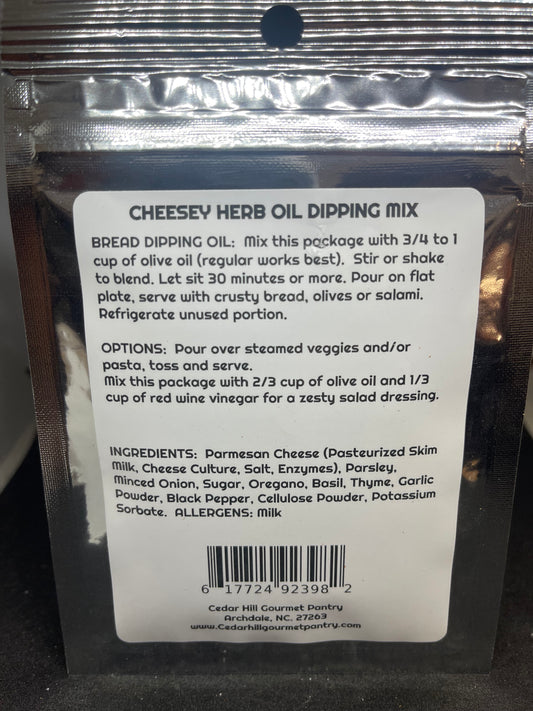 CHEESEY HERB OIL DIPPING MIX
BREAD DIPPING OIL: Mix this package with 3/4 to 1
cup of olive oil (regular works best). Stir or shake
to blend. Let sit 30 minutes or more. Pour on flat
plate, serve with crusty bread, olives or salami.
Refrigerate unused portion.
OPTIONS: Pour over steamed veggies and/or
pasta, toss and serve.
Mix this package with 2/3 cup of olive oil and 1/3
cup of red wine vinegar for a zesty salad dressing.
INGREDIENTS: Parmesan Cheese (Pasteurized Skim
Milk, Cheese Culture, Salt, Enzymes), Parsley,
Minced Onion, Sugar, Oregano, Basil, Thyme, Garlic
Powder, Black Pepper, Cellulose Powder, Potassium
Sorbate. ALLERGENS: Milk
6 17724 92398 2
Cedar Hill Gourmet Pantry
Archdale, NC. 27263
www.Cedarhillgourmetpantry.com